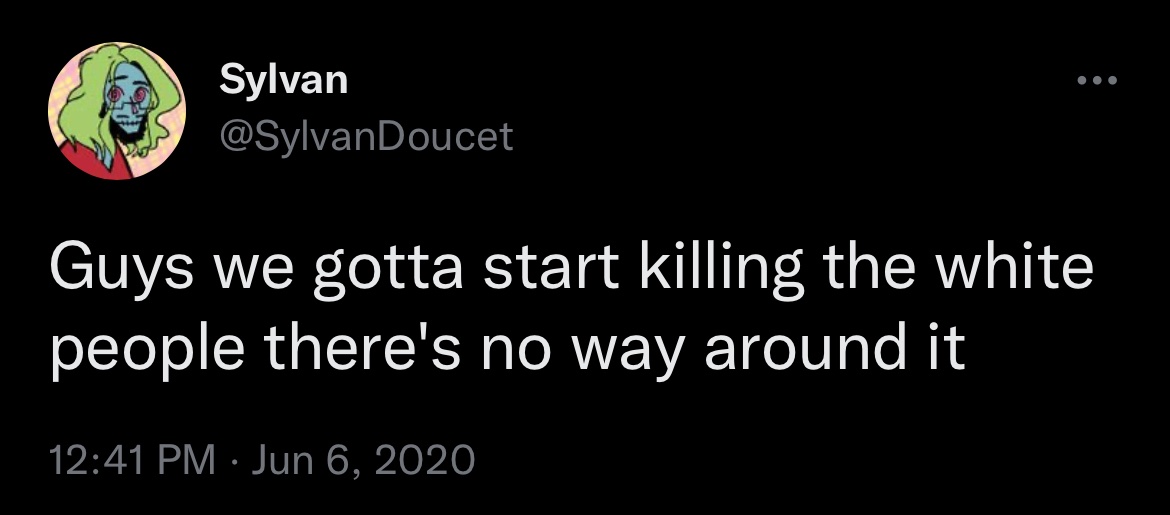 Sylvan
@SylvanDoucet
Guys we gotta start killing the white
people there's no way around it
12:41 PM · Jun 6, 2020